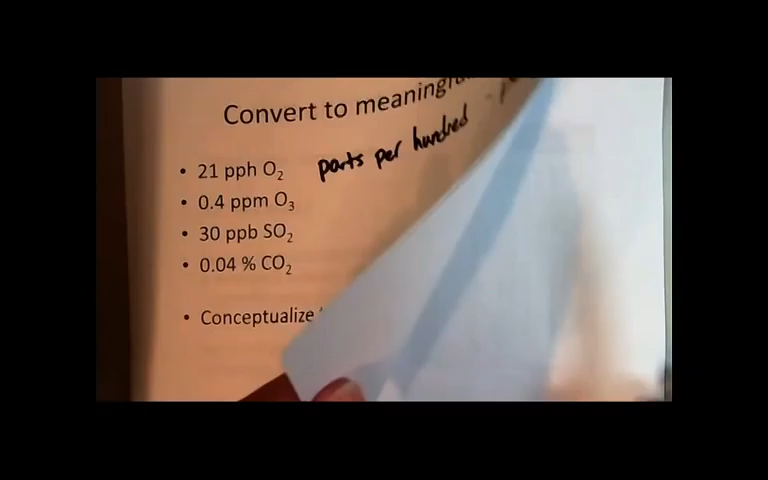 Convert to
• 21 pph O₂ parts per hundred
• 0.4 ppm O₃
• 30 ppb SO₂
• 0.04 % CO₂
• Conceptualize